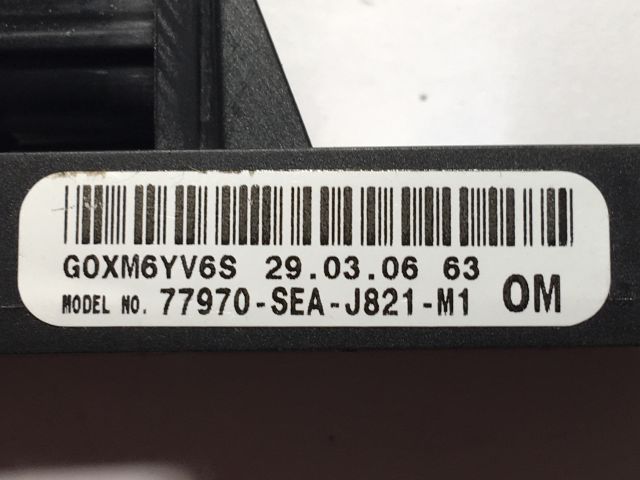 G0XM6YV6S 29.03.06 63
MODEL NO. 77970-SEA-J821-M1 OM